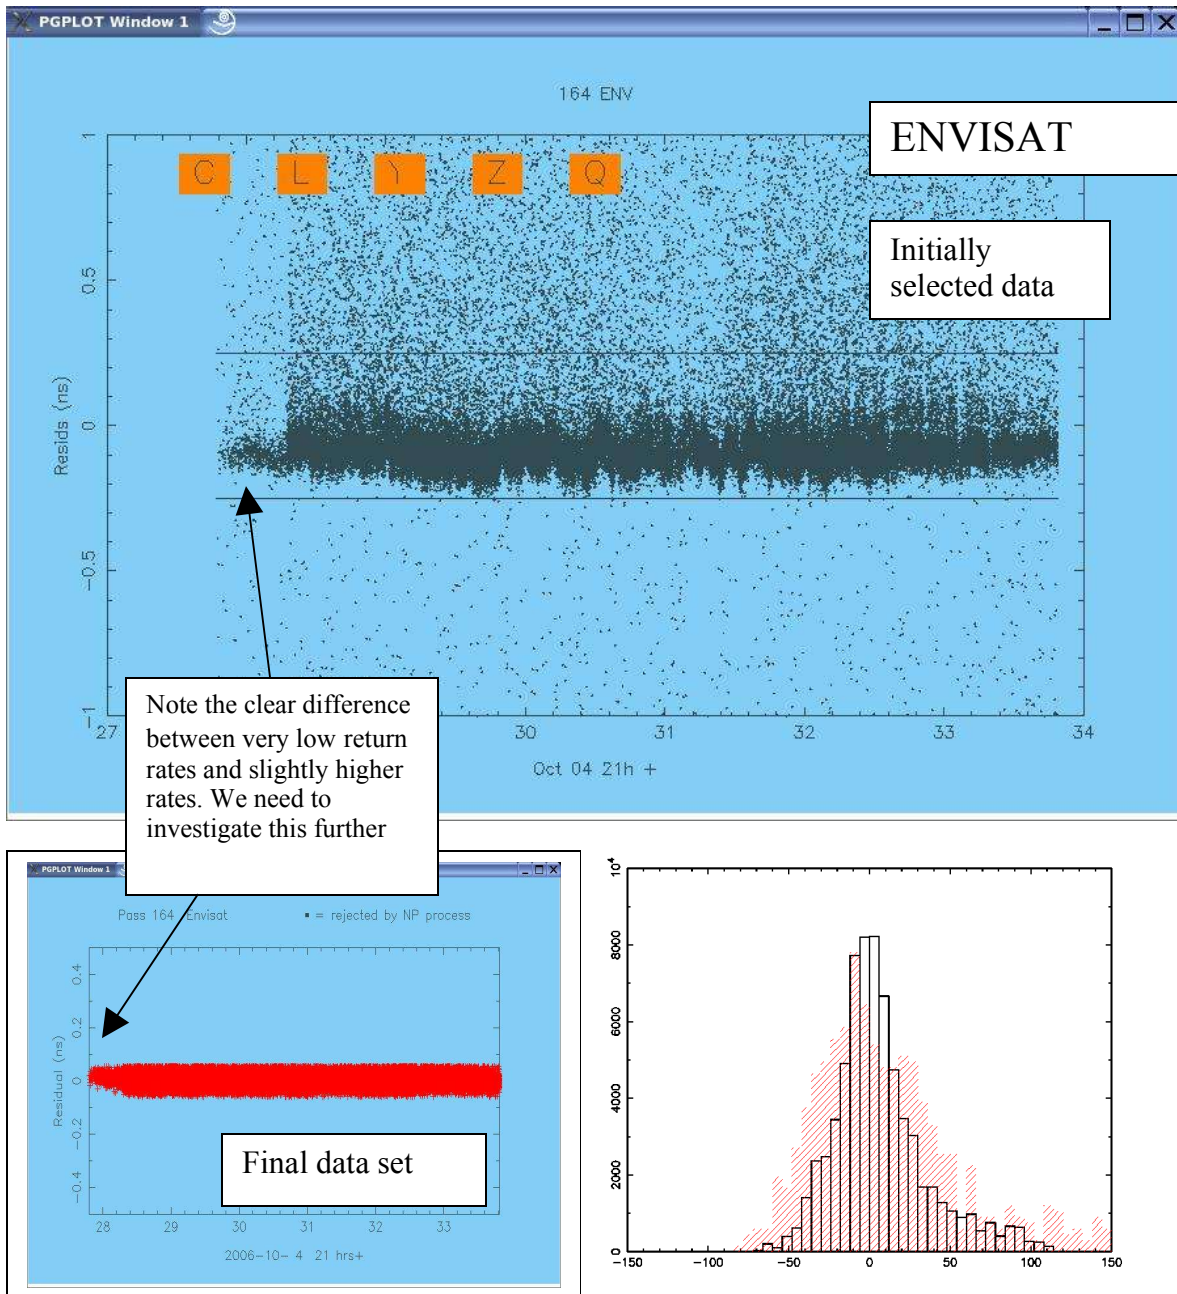 PGPLOT Window 1
164 ENV
ENVISAT
C L Y Z Q
Initially
selected data
1
0.5
0
-0.5
-1
Resids (ns)
27 30 31 32 33 34
Oct 04 21h +
Note the clear difference
between very low return
rates and slightly higher
rates. We need to
investigate this further
PGPLOT Window 1
Pass 164 Envisat ▪ = rejected by NP process
0.4
0.2
0
-0.2
-0.4
Residual (ns)
Final data set
28 29 30 31 32 33
2006-10- 4 21 hrs+
10⁴
8000
6000
4000
2000
0
-150 -100 -50 0 50 100 150